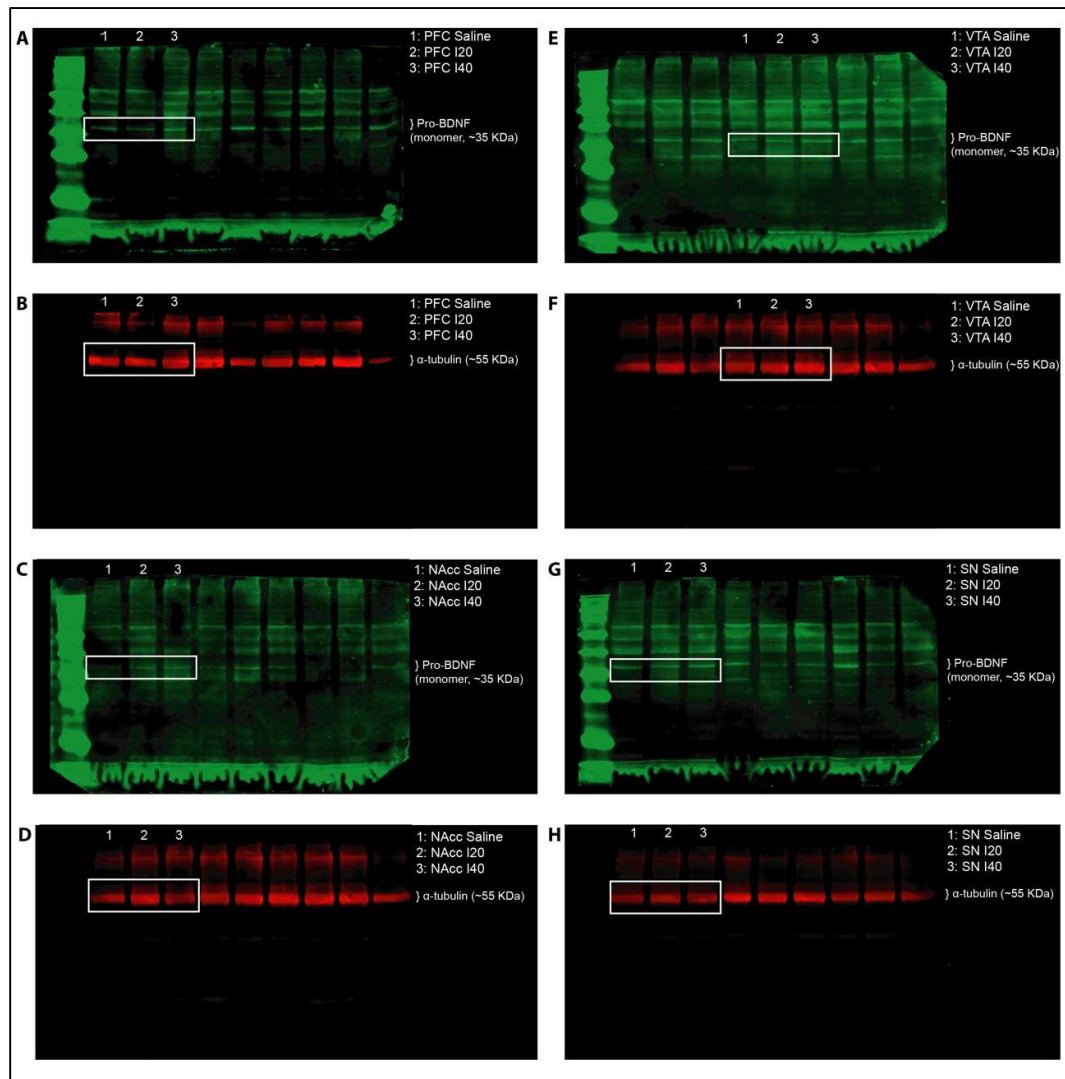 A
1 2 3
1: PFC Saline
2: PFC I20
3: PFC I40
} Pro-BDNF
(monomer, ~35 KDa)
B
1 2 3
1: PFC Saline
2: PFC I20
3: PFC I40
} α-tubulin (~55 KDa)
C
1 2 3
1: NAcc Saline
2: NAcc I20
3: NAcc I40
} Pro-BDNF
(monomer, ~35 KDa)
D
1 2 3
1: NAcc Saline
2: NAcc I20
3: NAcc I40
} α-tubulin (~55 KDa)
E
1 2 3
1: VTA Saline
2: VTA I20
3: VTA I40
} Pro-BDNF
(monomer, ~35 KDa)
F
1 2 3
1: VTA Saline
2: VTA I20
3: VTA I40
} α-tubulin (~55 KDa)
G
1 2 3
1: SN Saline
2: SN I20
3: SN I40
} Pro-BDNF
(monomer, ~35 KDa)
H
1 2 3
1: SN Saline
2: SN I20
3: SN I40
} α-tubulin (~55 KDa)